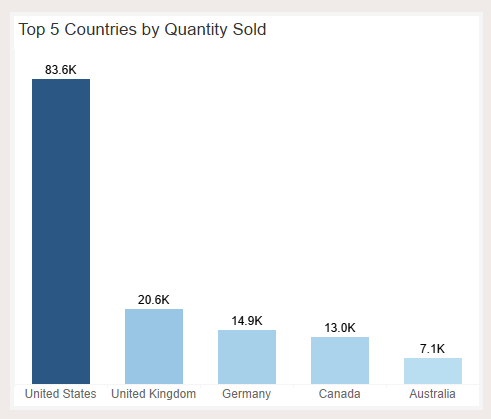 Top 5 Countries by Quantity Sold
83.6K
20.6K
14.9K
13.0K
7.1K
United States United Kingdom Germany Canada Australia